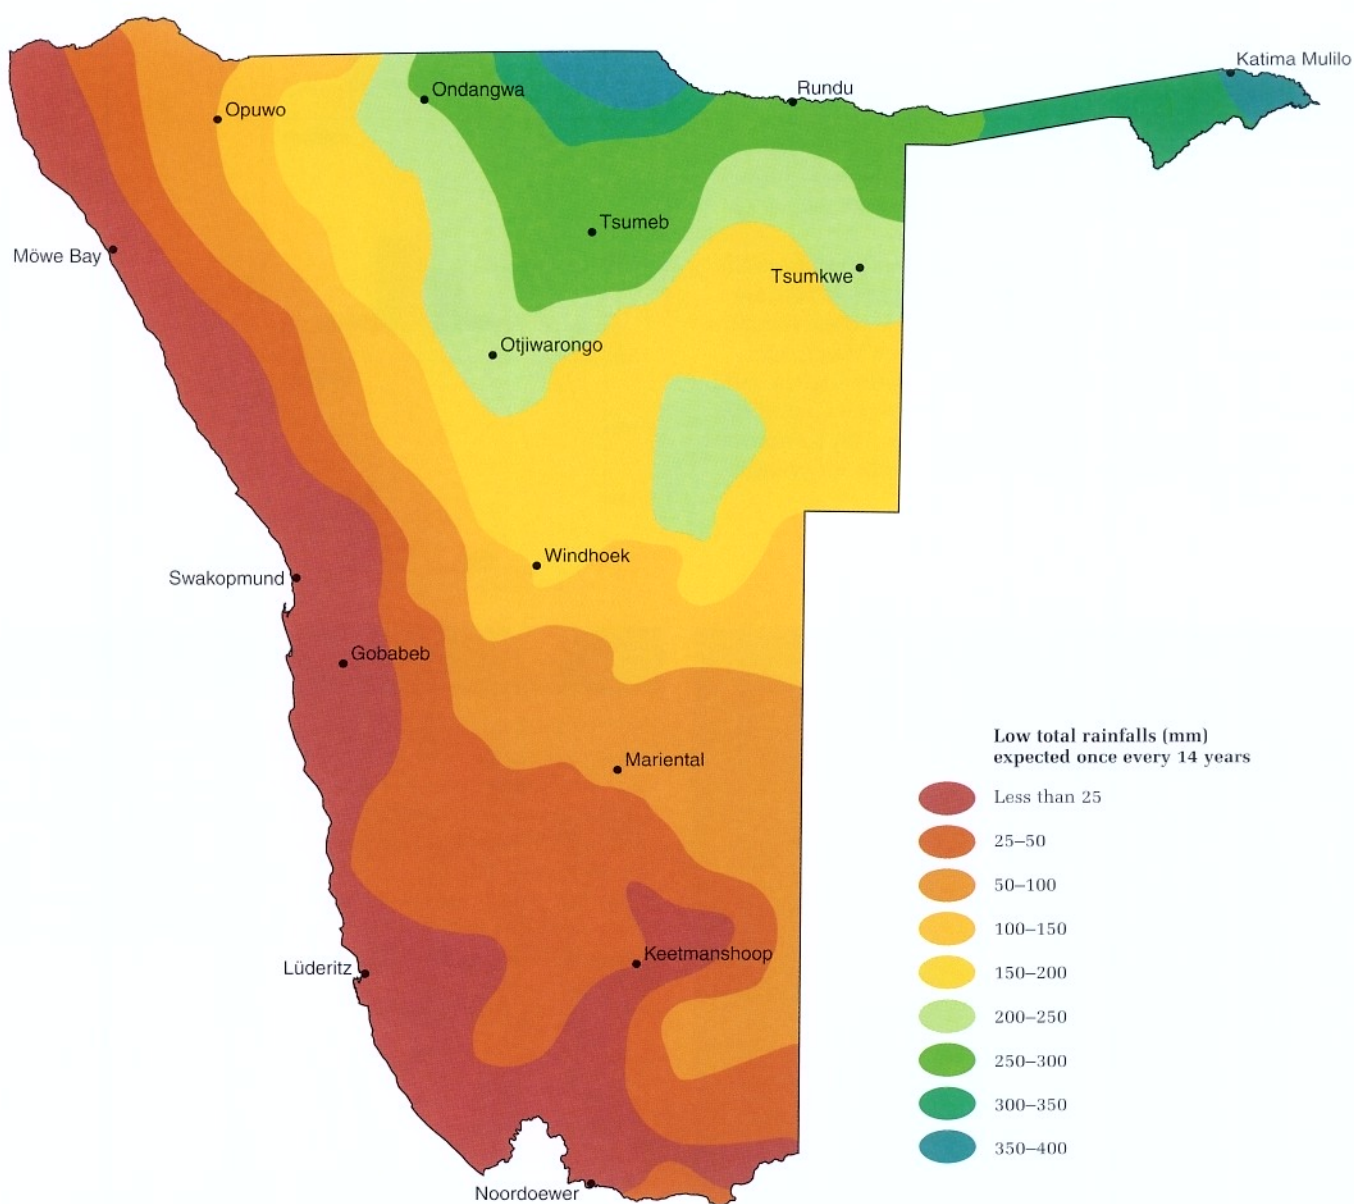 Katima Mulilo
Ondangwa
Rundu
Opuwo
Tsumeb
Möwe Bay
Tsumkwe
Otjiwarongo
Windhoek
Swakopmund
Gobabeb
Mariental
Keetmanshoop
Lüderitz
Noordoewer
Low total rainfalls (mm)
expected once every 14 years
Less than 25
25–50
50–100
100–150
150–200
200–250
250–300
300–350
350–400